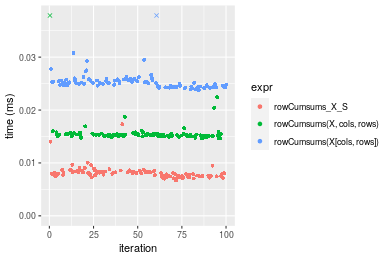 time (ms)
0.03
0.02
0.01
0.00
0
25
50
75
100
iteration
expr
rowCumsums_X_S
rowCumsums(X, cols, rows)
rowCumsums(X[cols, rows])